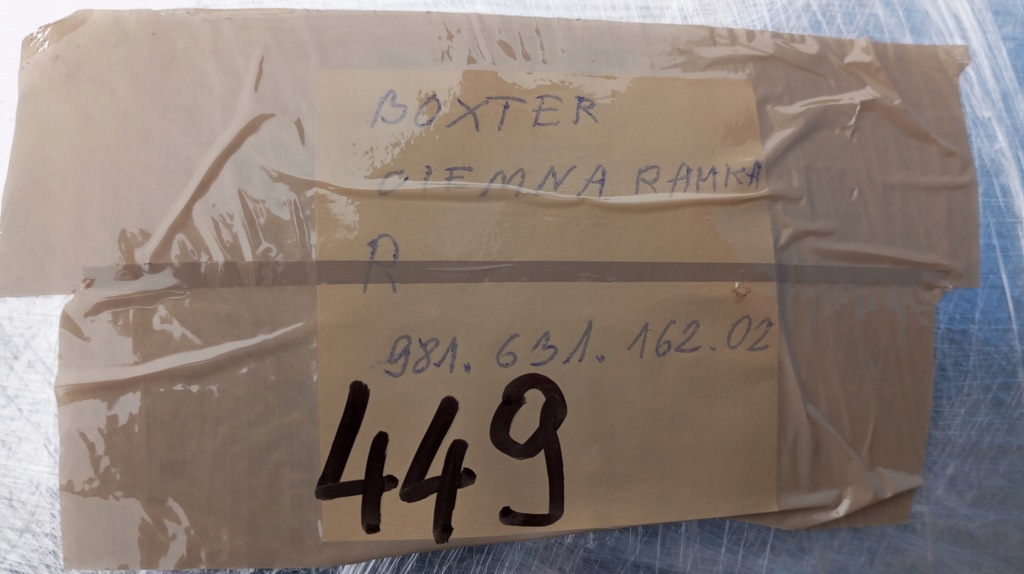 BOXTER
CIEMNA RAMKA
R
981.631.162.02
449